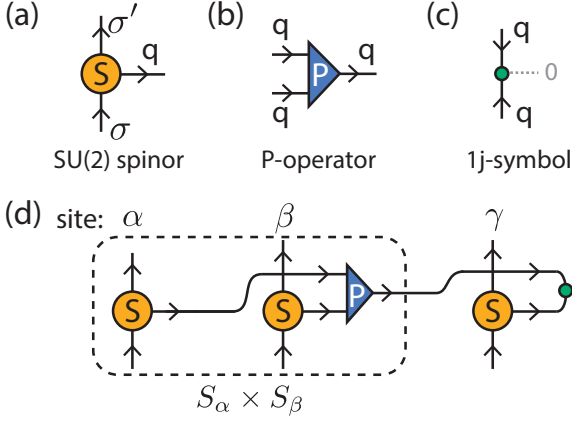 (a) (b) (c)
σ′
S q
σ
q
P q
q
q
0
q
SU(2) spinor P-operator 1j-symbol
(d) site: α β γ
S S P S
S_α × S_β